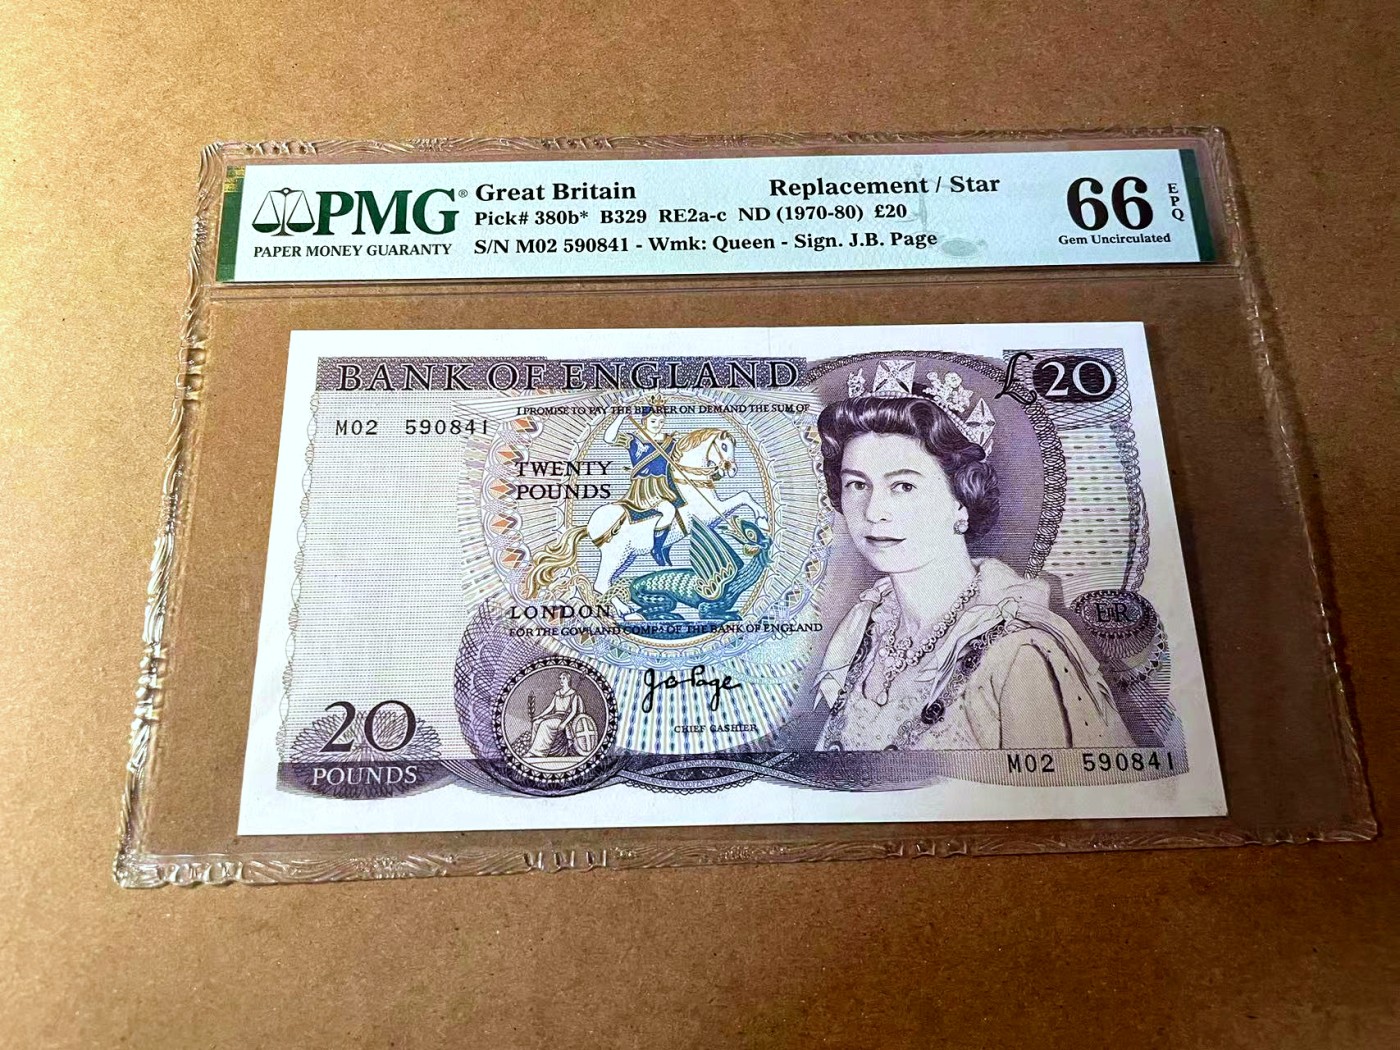 PMG®
PAPER MONEY GUARANTY
Great Britain Replacement / Star
Pick# 380b* B329 RE2a-c ND (1970-80) £20
S/N M02 590841 - Wmk: Queen - Sign. J.B. Page
66
EPQ
Gem Uncirculated
BANK OF ENGLAND
£20
I PROMISE TO PAY THE BEARER ON DEMAND THE SUM OF
M02 590841
TWENTY
POUNDS
LONDON
FOR THE GOVR AND COMPA OF THE BANK OF ENGLAND
EIIR
J B Page
CHIEF CASHIER
20
POUNDS
M02 590841